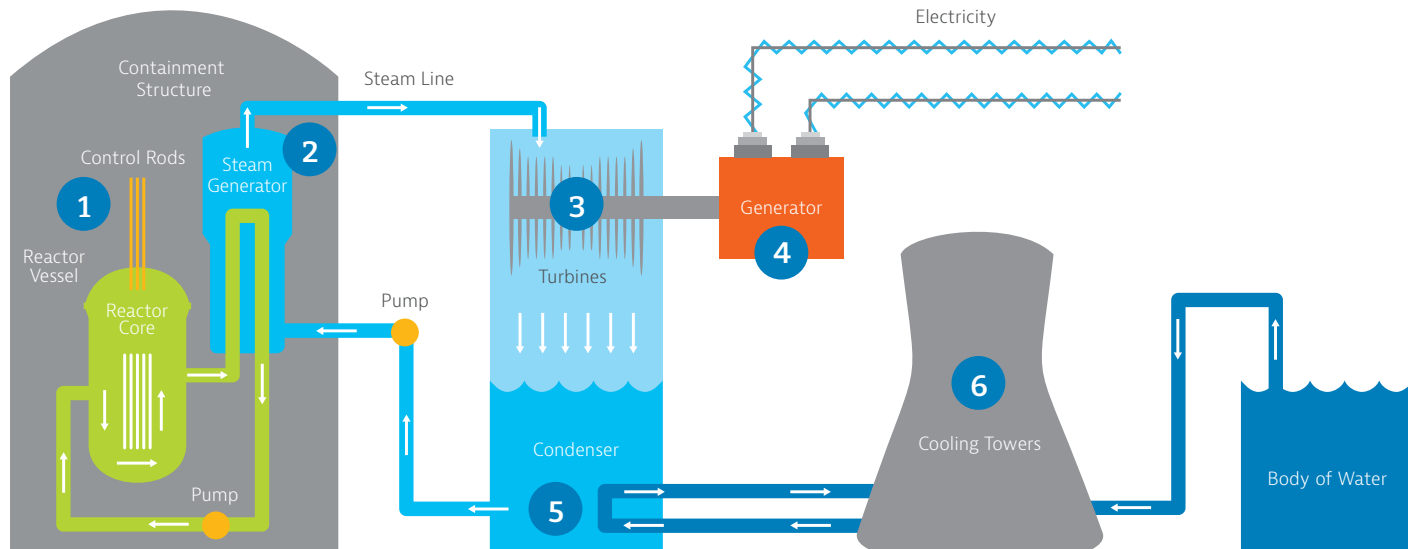 Electricity
Containment
Structure
Steam Line
Control Rods
2
Steam
Generator
1
3
Generator
4
Reactor
Vessel
Turbines
Reactor
Core
Pump
6
Cooling Towers
Condenser
5
Pump
Body of Water